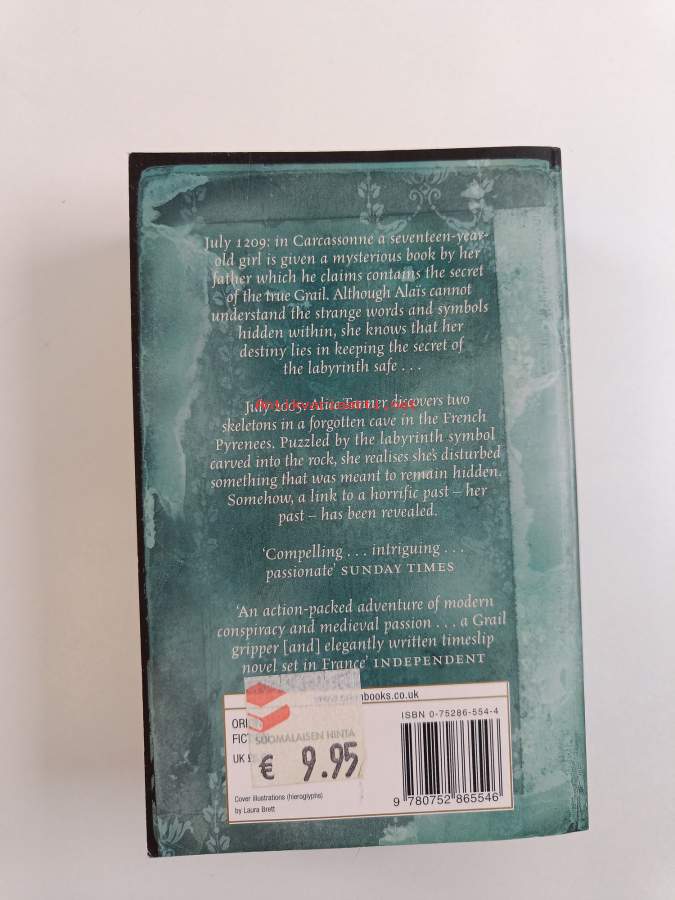 July 1209: in Carcassonne a seventeen-year-
old girl is given a mysterious book by her
father which he claims contains the secret
of the true Grail. Although Alaïs cannot
understand the strange words and symbols
hidden within, she knows that her
destiny lies in keeping the secret of
the labyrinth safe . . .
July 2005: Alice Tanner discovers two
skeletons in a forgotten cave in the French
Pyrenees. Puzzled by the labyrinth symbol
carved into the rock, she realises she's disturbed
something that was meant to remain hidden.
Somehow, a link to a horrific past – her
past – has been revealed.
'Compelling . . . intriguing . . .
passionate' SUNDAY TIMES
'An action-packed adventure of modern
conspiracy and medieval passion . . . a Grail
gripper [and] elegantly written timeslip
novel set in France' INDEPENDENT
books.co.uk
ISBN 0-75286-554-4
SUOMALAISEN HINTA
€ 9.95
UK
Cover illustrations (hieroglyphs)
by Laura Brett
9 780752 865546